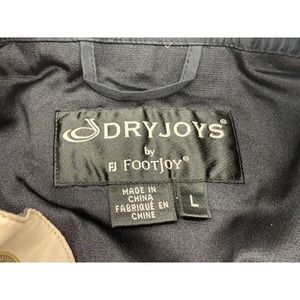 DRYJOYS®
by
FJ FOOTJOY®
MADE IN
CHINA
FABRIQUÉ EN
CHINE
L